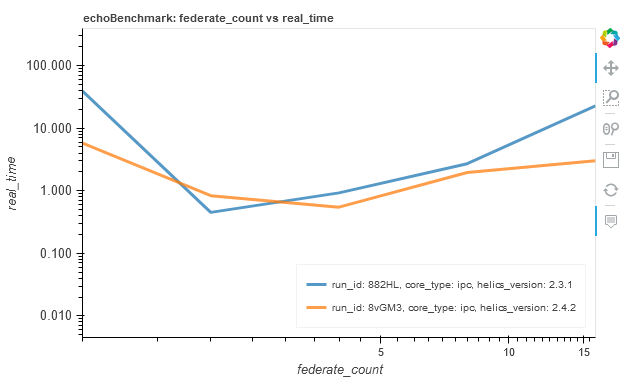 echoBenchmark: federate_count vs real_time
100.000
10.000
1.000
0.100
0.010
real_time
run_id: 882HL, core_type: ipc, helics_version: 2.3.1
run_id: 8vGM3, core_type: ipc, helics_version: 2.4.2
5
10
15
federate_count